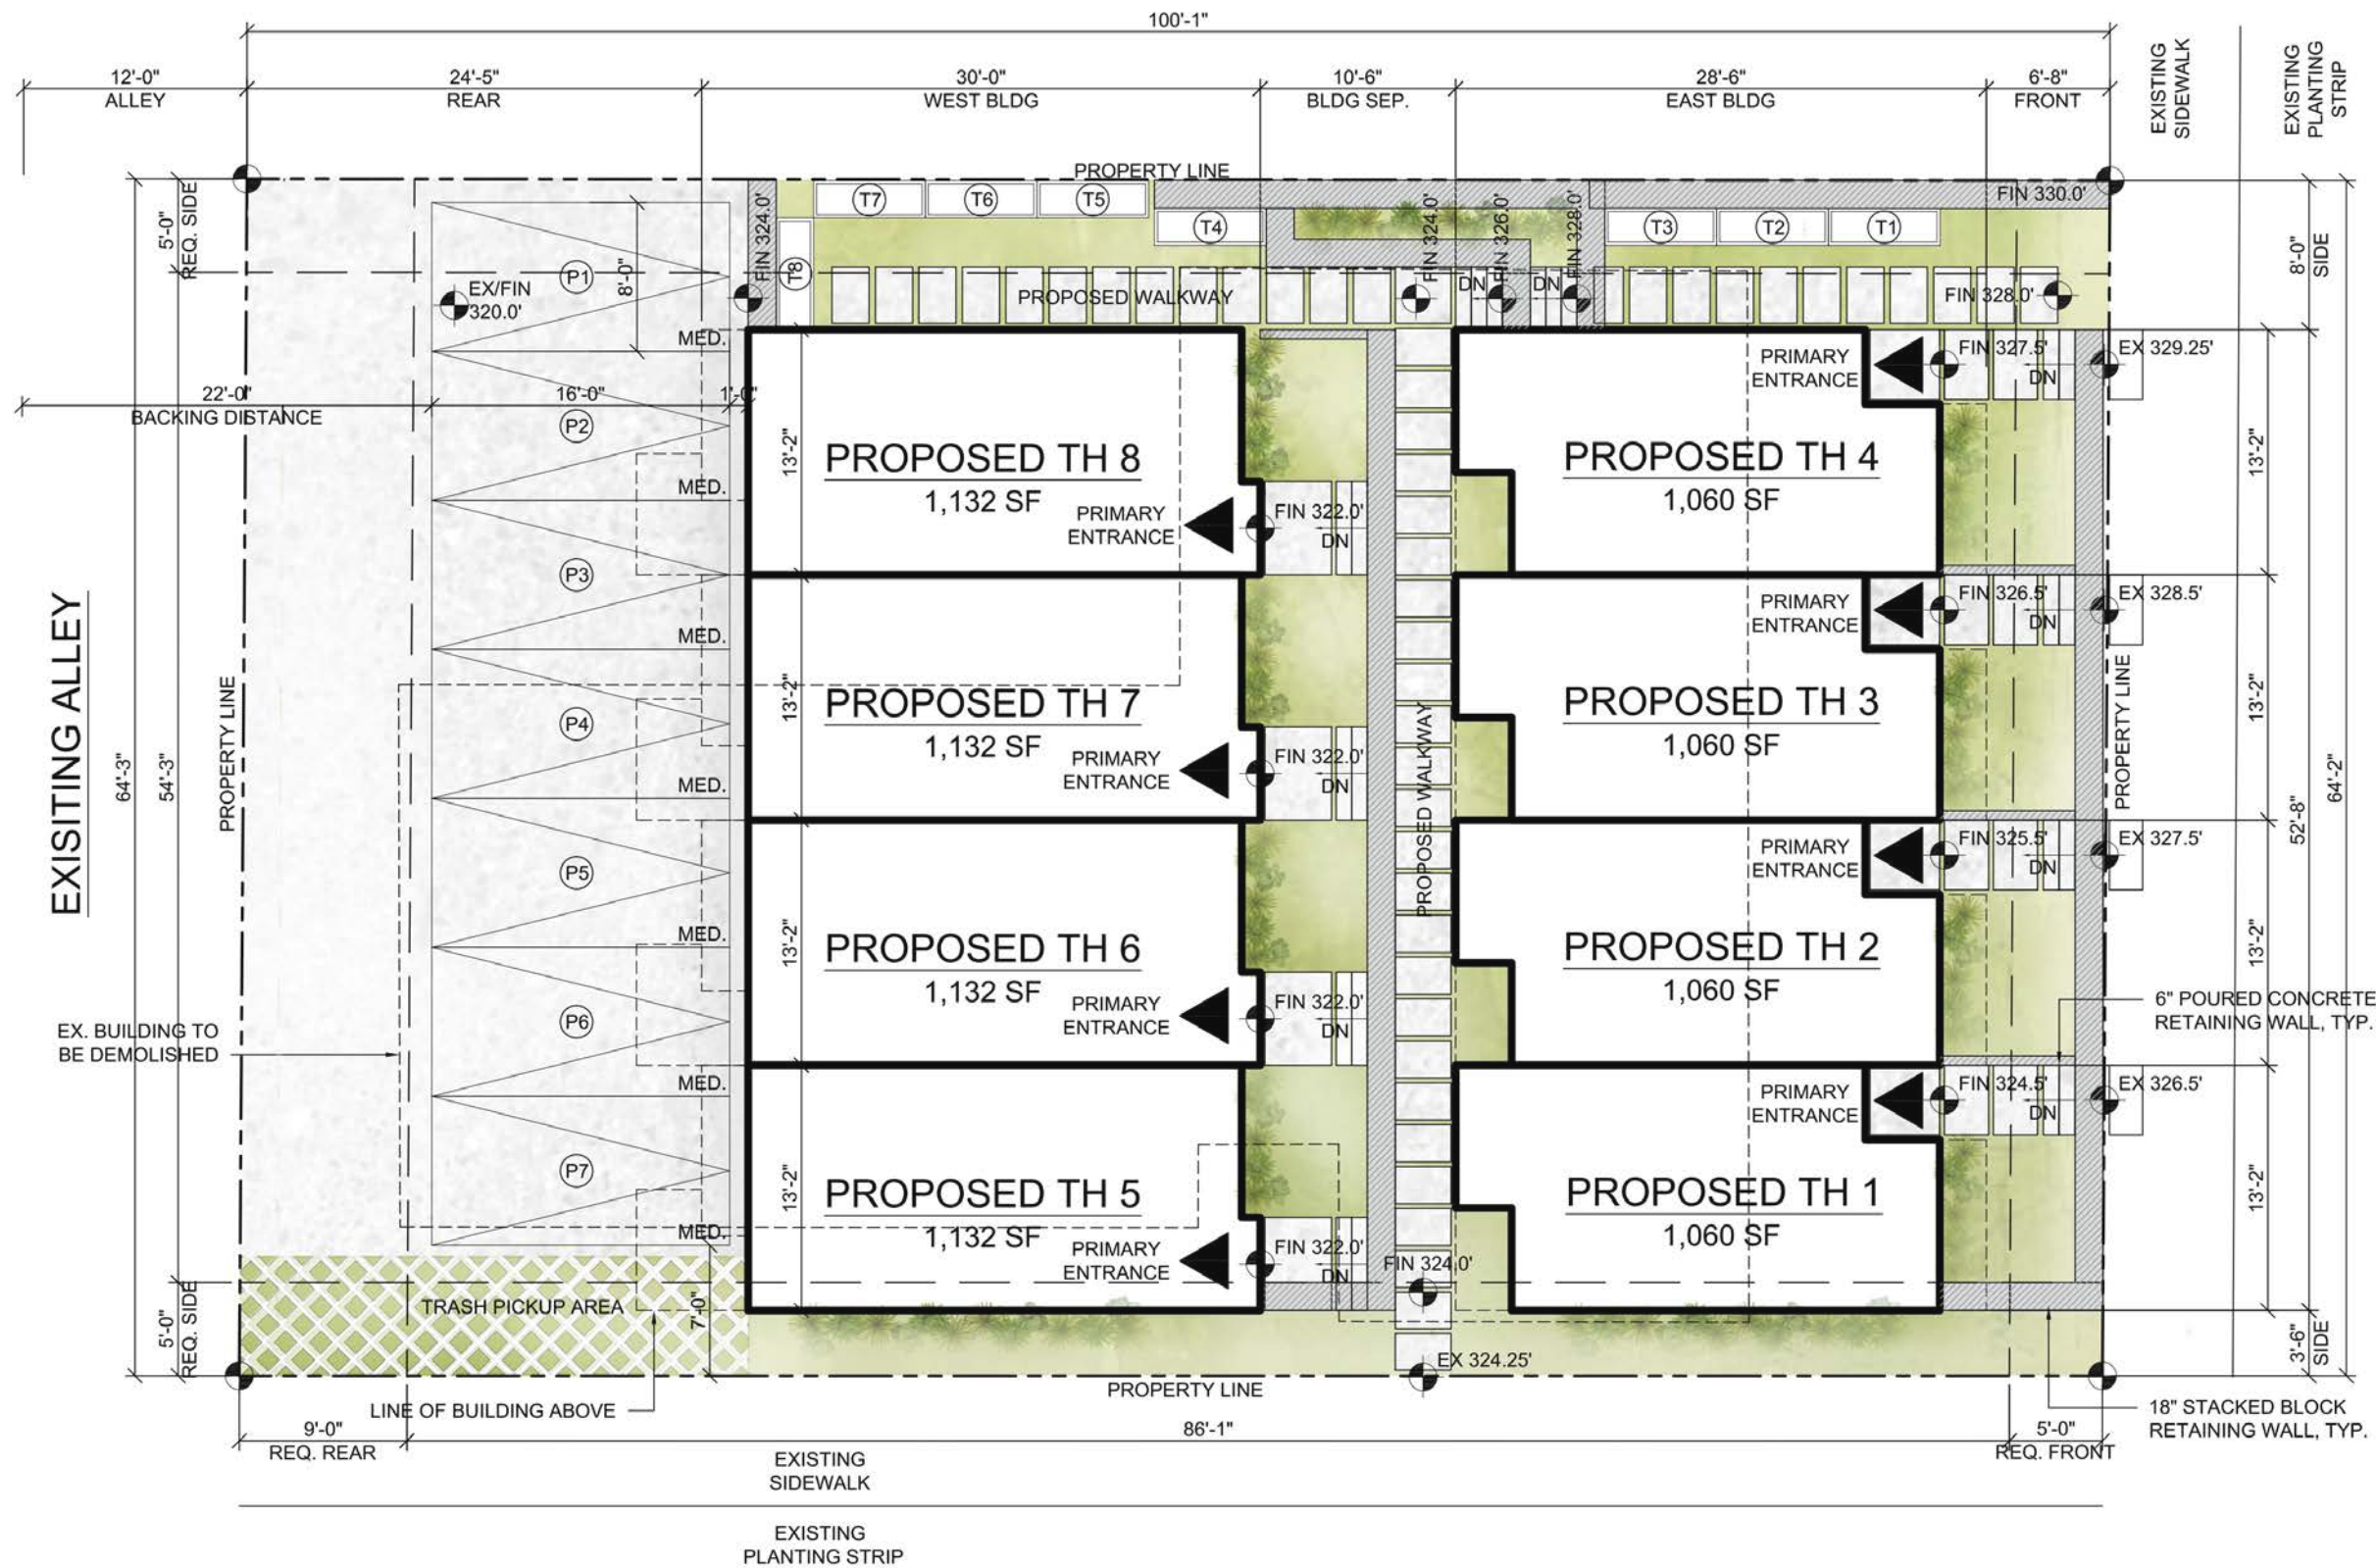 100'-1"
12'-0"
ALLEY
24'-5"
REAR
30'-0"
WEST BLDG
10'-6"
BLDG SEP.
28'-6"
EAST BLDG
6'-8"
FRONT
EXISTING
SIDEWALK
EXISTING
PLANTING
STRIP
PROPERTY LINE
5'-0"
REQ. SIDE
T7
T6
T5
T4
T3
T2
T1
T8
FIN 324.0'
FIN 324.0'
FIN 326.0'
FIN 328.0'
FIN 330.0'
8'-0"
SIDE
P1
8'-0"
EX/FIN
320.0'
PROPOSED WALKWAY
DN
DN
FIN 328.0'
MED.
22'-0"
BACKING DISTANCE
16'-0"
1'-0"
P2
MED.
P3
MED.
P4
MED.
P5
MED.
P6
MED.
P7
MED.
EXISITING ALLEY
64'-3"
54'-3"
PROPERTY LINE
EX. BUILDING TO
BE DEMOLISHED
13'-2"
PROPOSED TH 8
1,132 SF
PRIMARY
ENTRANCE
FIN 322.0'
DN
13'-2"
PROPOSED TH 7
1,132 SF
PRIMARY
ENTRANCE
FIN 322.0'
DN
13'-2"
PROPOSED TH 6
1,132 SF
PRIMARY
ENTRANCE
FIN 322.0'
DN
13'-2"
PROPOSED TH 5
1,132 SF
PRIMARY
ENTRANCE
FIN 322.0'
DN
PROPOSED WALKWAY
FIN 324.0'
EX 324.25'
PRIMARY
ENTRANCE
FIN 327.5'
DN
EX 329.25'
PROPOSED TH 4
1,060 SF
13'-2"
PRIMARY
ENTRANCE
FIN 326.5'
DN
EX 328.5'
PROPOSED TH 3
1,060 SF
13'-2"
PROPERTY LINE
PRIMARY
ENTRANCE
FIN 325.5'
DN
EX 327.5'
PROPOSED TH 2
1,060 SF
13'-2"
52'-8"
64'-2"
6" POURED CONCRETE
RETAINING WALL, TYP.
PRIMARY
ENTRANCE
FIN 324.5'
DN
EX 326.5'
PROPOSED TH 1
1,060 SF
13'-2"
3'-6"
SIDE
5'-0"
REQ. SIDE
TRASH PICKUP AREA
7'-0"
PROPERTY LINE
LINE OF BUILDING ABOVE
18" STACKED BLOCK
RETAINING WALL, TYP.
9'-0"
REQ. REAR
86'-1"
5'-0"
REQ. FRONT
EXISTING
SIDEWALK
EXISTING
PLANTING STRIP